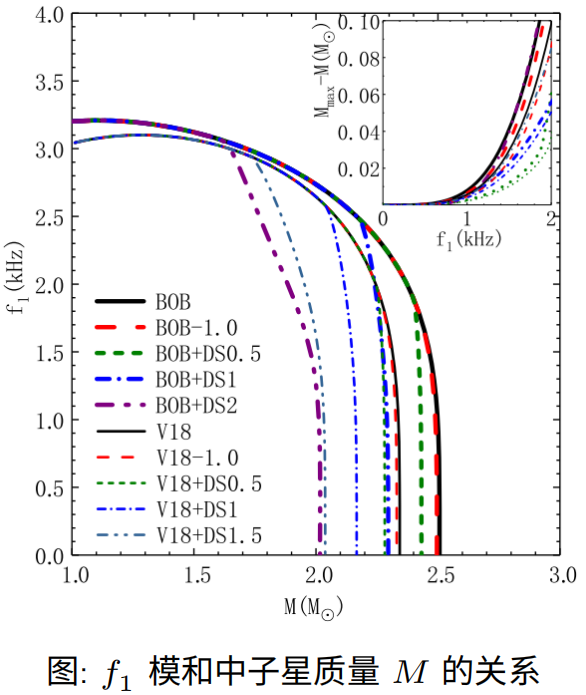 4.0
3.5
3.0
2.5
2.0
1.5
1.0
0.5
0.0
f₁(kHz)
1.0 1.5 2.0 2.5 3.0
M(M⊙)
BOB
BOB-1.0
BOB+DS0.5
BOB+DS1
BOB+DS2
V18
V18-1.0
V18+DS0.5
V18+DS1
V18+DS1.5
M_max-M(M⊙)
0.10
0.08
0.06
0.04
0.02
0 1 2
f₁(kHz)
图: f₁ 模和中子星质量 M 的关系